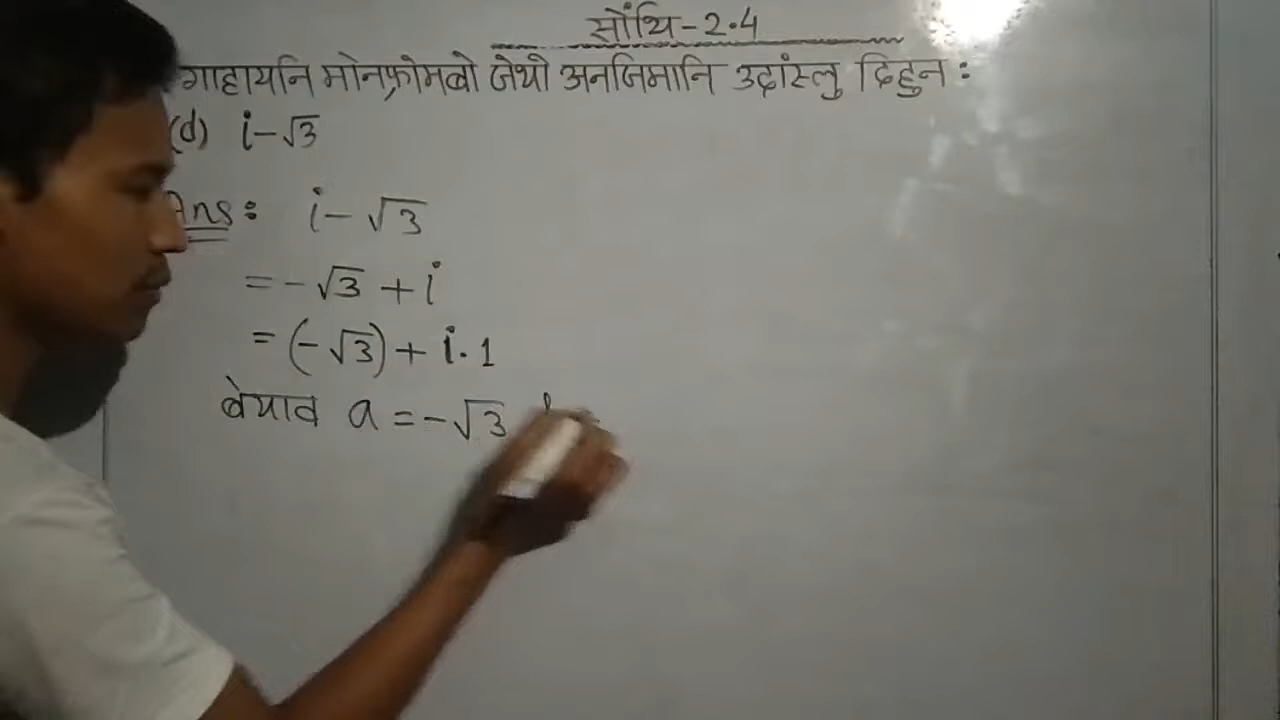 सोंथि-2.4
गाहायनि मोनफ्रोमबो जेथो अनजिमानि उदांस्लु दिहुन :
(d) i-√3
Ans: i-√3
= -√3 + i
= (-√3) + i.1
बेयाव a = -√3